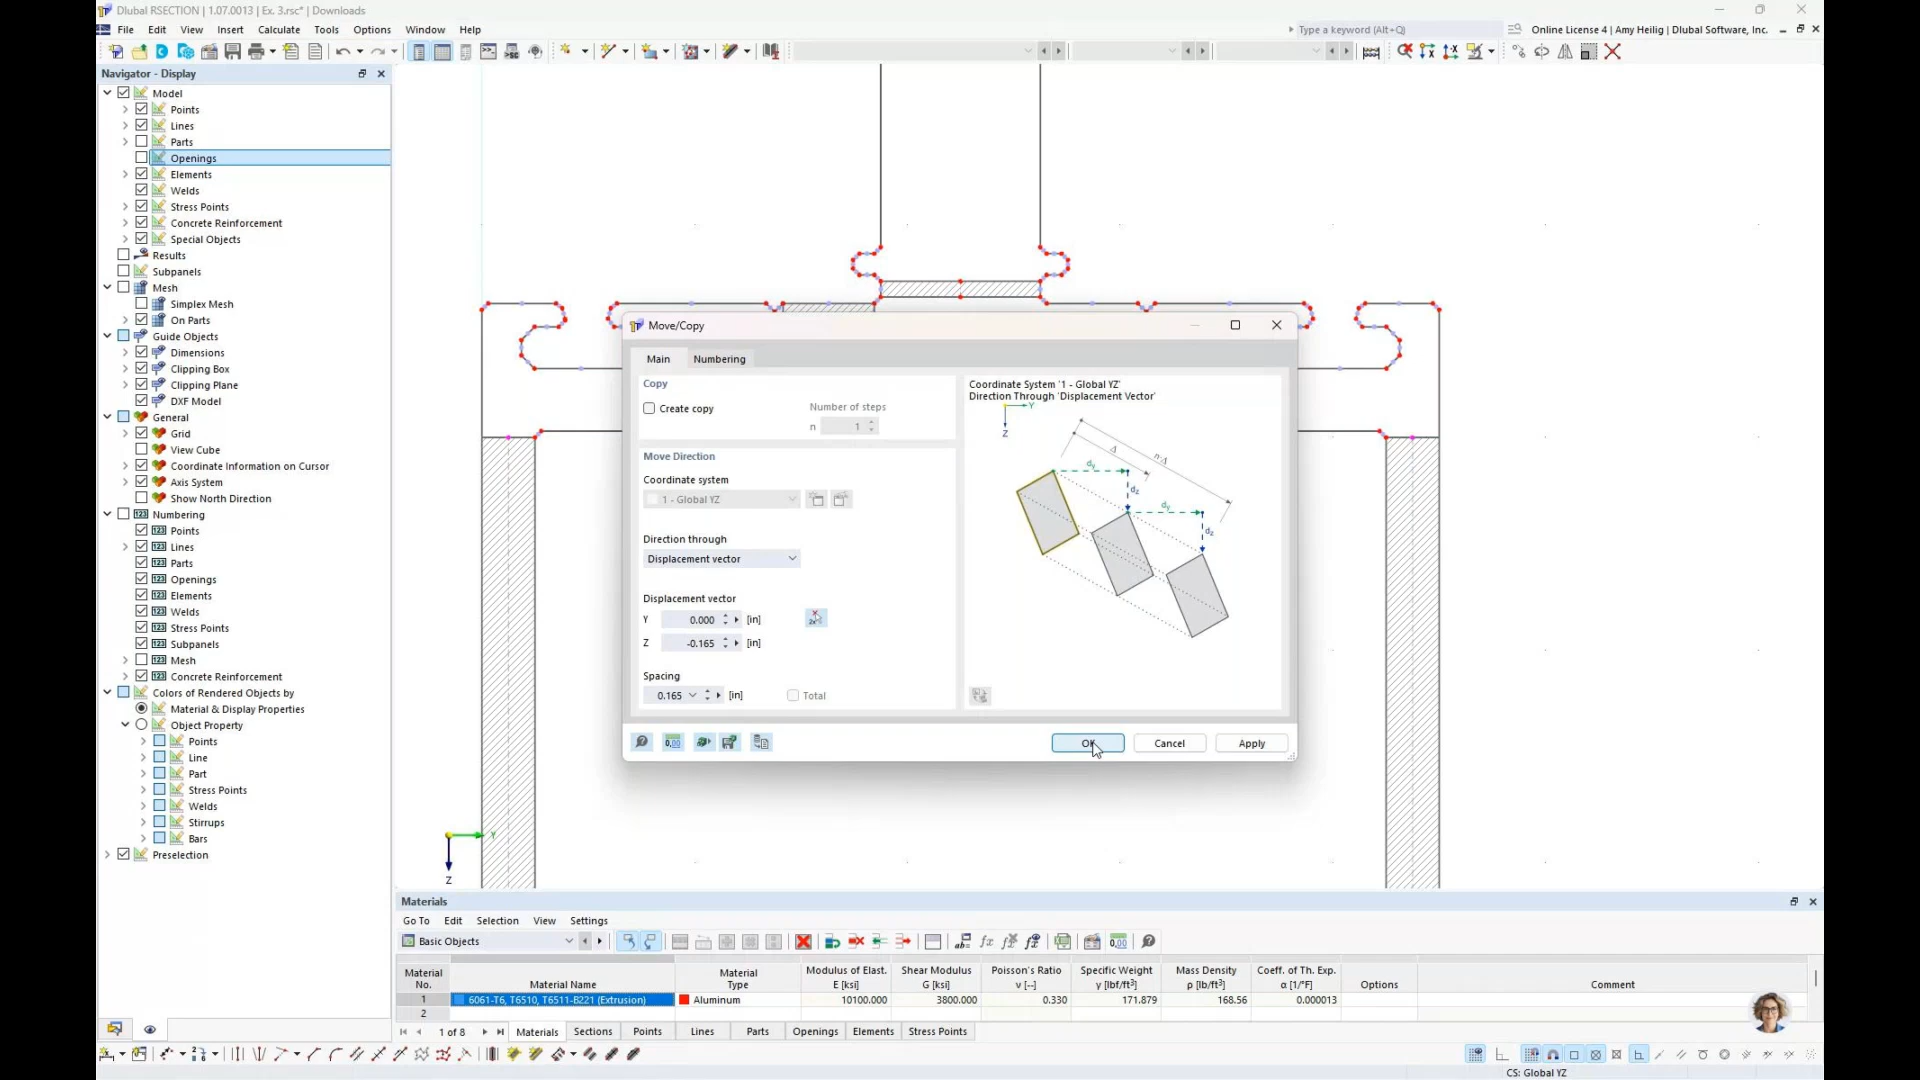 Dlubal RSECTION | 1.07.0013 | Ex. 3.rsc* | Downloads
File Edit View Insert Calculate Tools Options Window Help
Type a keyword (Alt+Q)
Online License 4 | Amy Heilig | Dlubal Software, Inc.
Navigator - Display
Model
Points
Lines
Parts
Openings
Elements
Welds
Stress Points
Concrete Reinforcement
Special Objects
Results
Subpanels
Mesh
Simplex Mesh
On Parts
Guide Objects
Dimensions
Clipping Box
Clipping Plane
DXF Model
General
Grid
View Cube
Coordinate Information on Cursor
Axis System
Show North Direction
Numbering
Points
Lines
Parts
Openings
Elements
Welds
Stress Points
Subpanels
Mesh
Concrete Reinforcement
Colors of Rendered Objects by
Material & Display Properties
Object Property
Points
Line
Part
Stress Points
Welds
Stirrups
Bars
Preselection
Y
Z
Move/Copy
Main Numbering
Copy
Create copy
Number of steps
n 1
Move Direction
Coordinate system
1 - Global YZ
Direction through
Displacement vector
Displacement vector
Y 0.000 [in]
Z -0.165 [in]
Spacing
0.165 [in] Total
Coordinate System '1 - Global YZ'
Direction Through 'Displacement Vector'
Y
Z
Δ
n·Δ
dy
dz
dy
dz
OK Cancel Apply
Materials
Go To Edit Selection View Settings
Basic Objects
Material No. Material Name Material Type Modulus of Elast. E [ksi] Shear Modulus G [ksi] Poisson's Ratio ν [--] Specific Weight γ [lbf/ft³] Mass Density ρ [lb/ft³] Coeff. of Th. Exp. α [1/°F] Options Comment
1 6061-T6, T6510, T6511-B221 (Extrusion) Aluminum 10100.000 3800.000 0.330 171.879 168.56 0.000013
2
1 of 8 Materials Sections Points Lines Parts Openings Elements Stress Points
CS: Global YZ